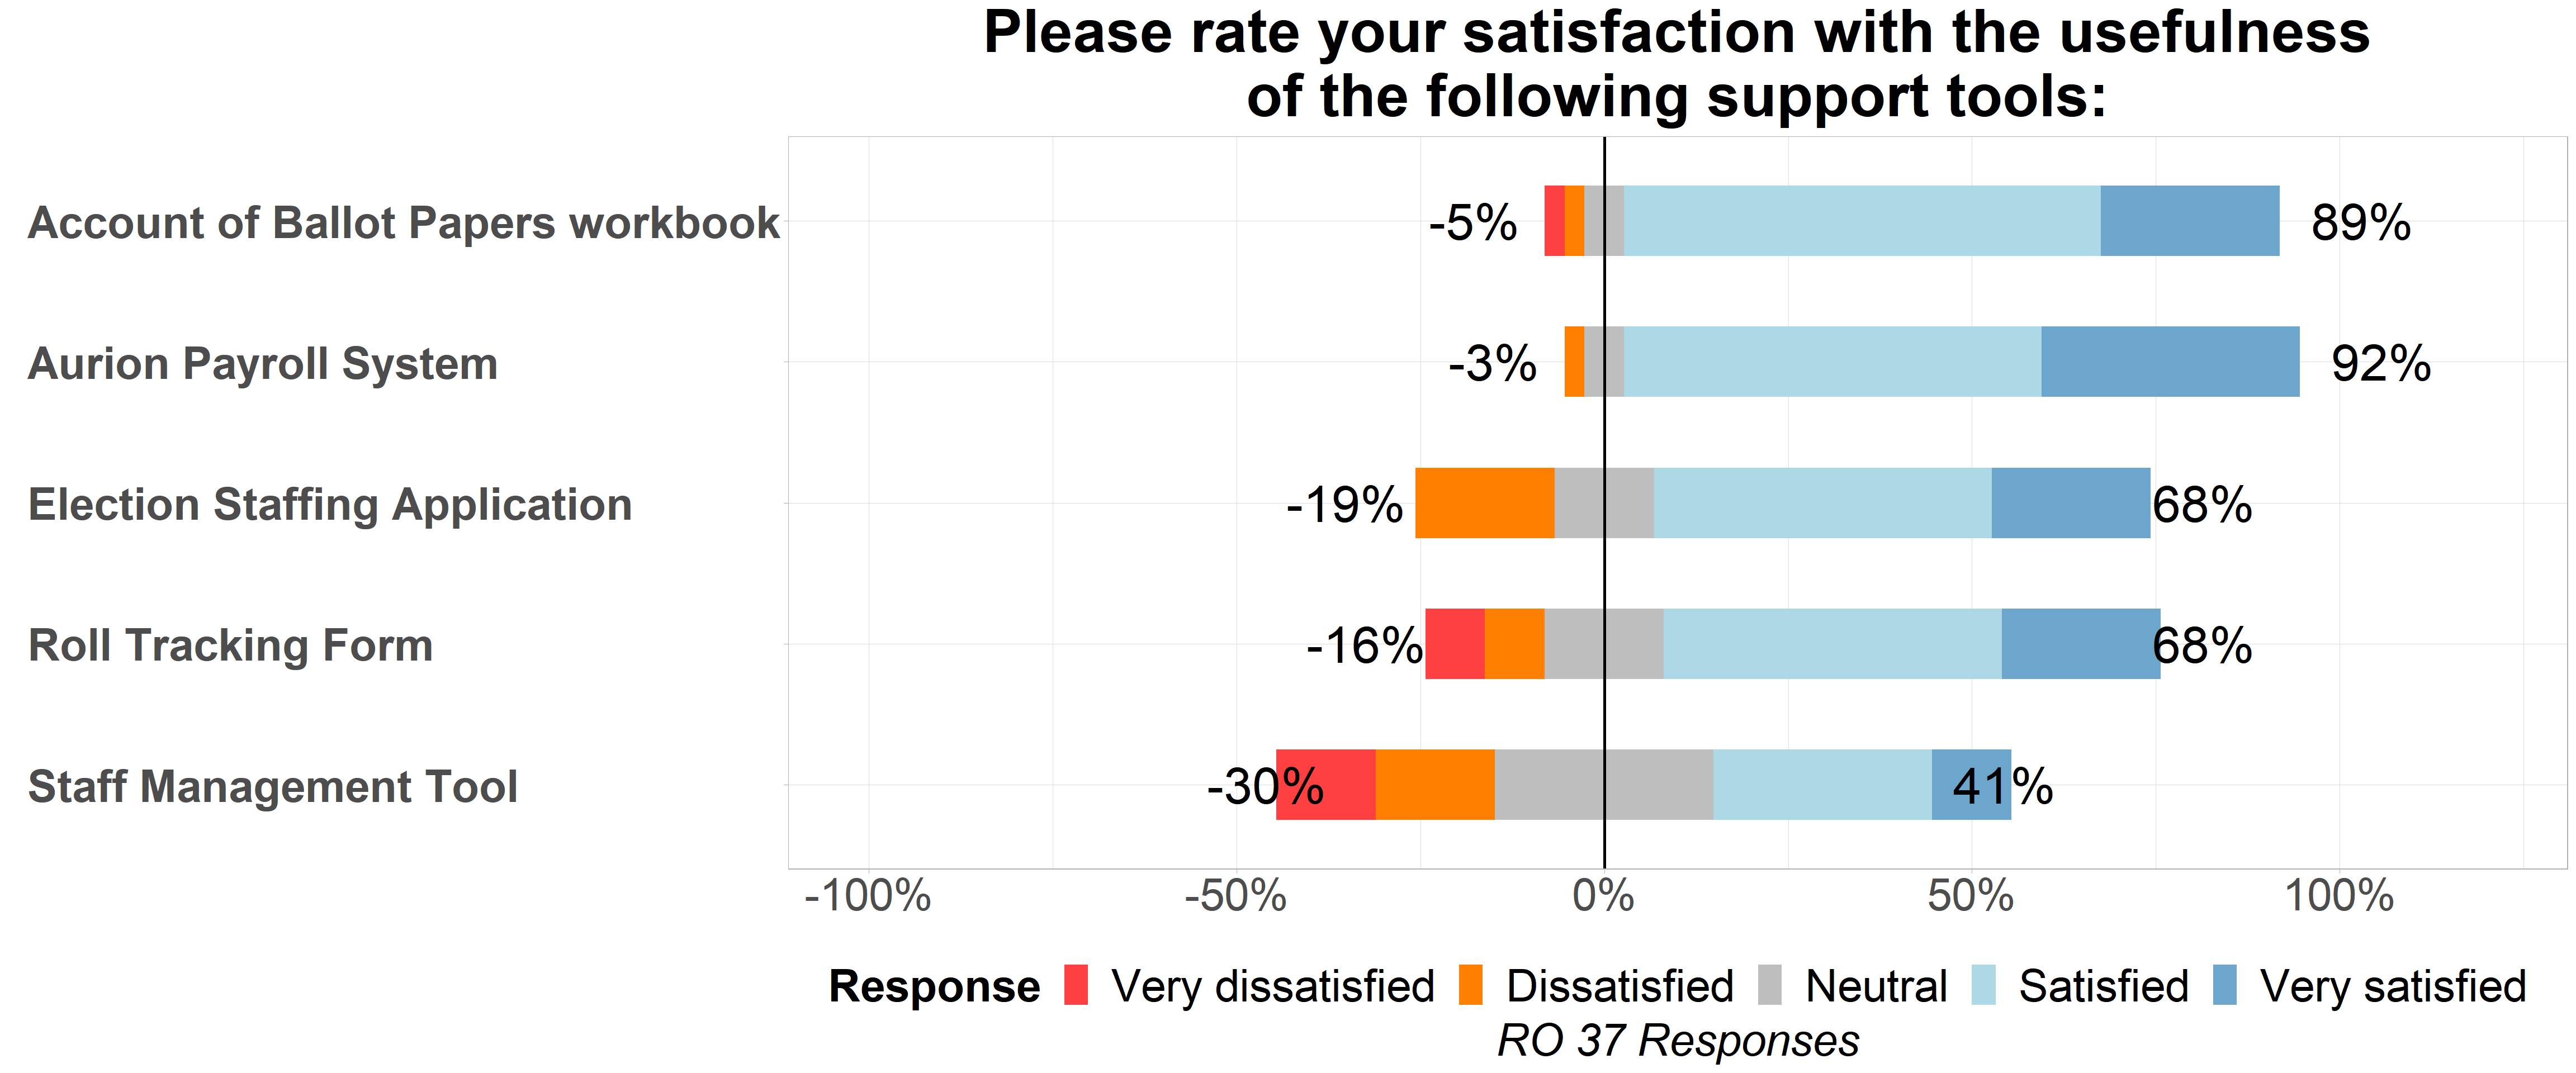 Please rate your satisfaction with the usefulness
of the following support tools:
Account of Ballot Papers workbook -5% 89%
Aurion Payroll System -3% 92%
Election Staffing Application -19% 68%
Roll Tracking Form -16% 68%
Staff Management Tool -30% 41%
-100% -50% 0% 50% 100%
Response Very dissatisfied Dissatisfied Neutral Satisfied Very satisfied
RO 37 Responses